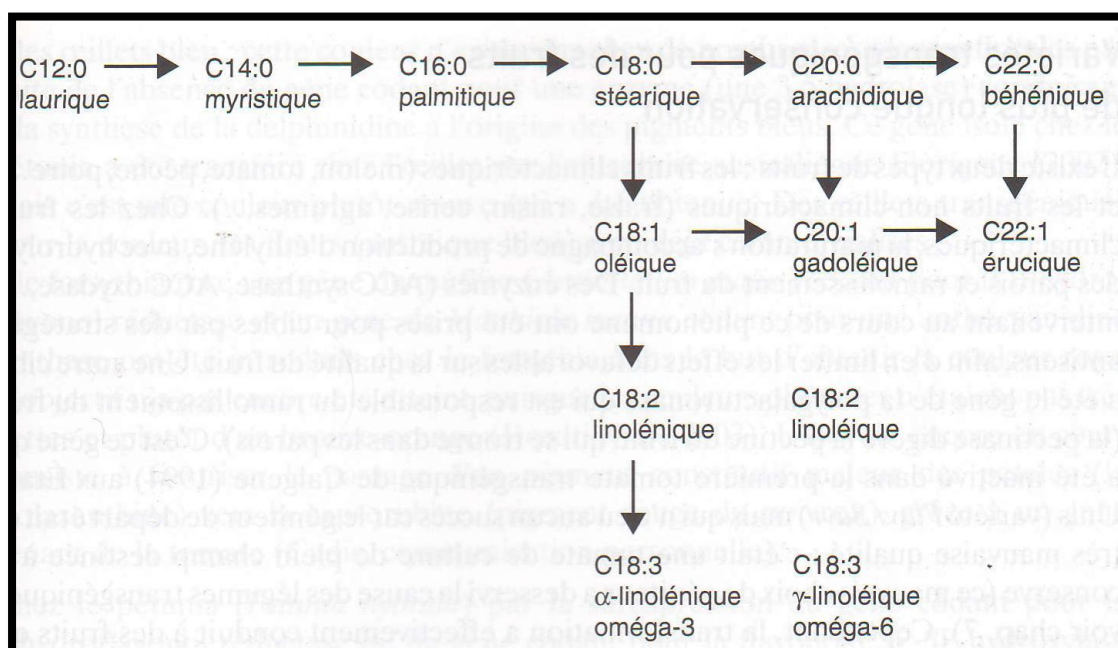 C12:0 C14:0 C16:0 C18:0 C20:0 C22:0
laurique myristique palmitique stéarique arachidique béhénique
C18:1 C20:1 C22:1
oléique gadoléique érucique
C18:2 C18:2
linolénique linoléique
C18:3 C18:3
α-linolénique γ-linoléique
oméga-3 oméga-6